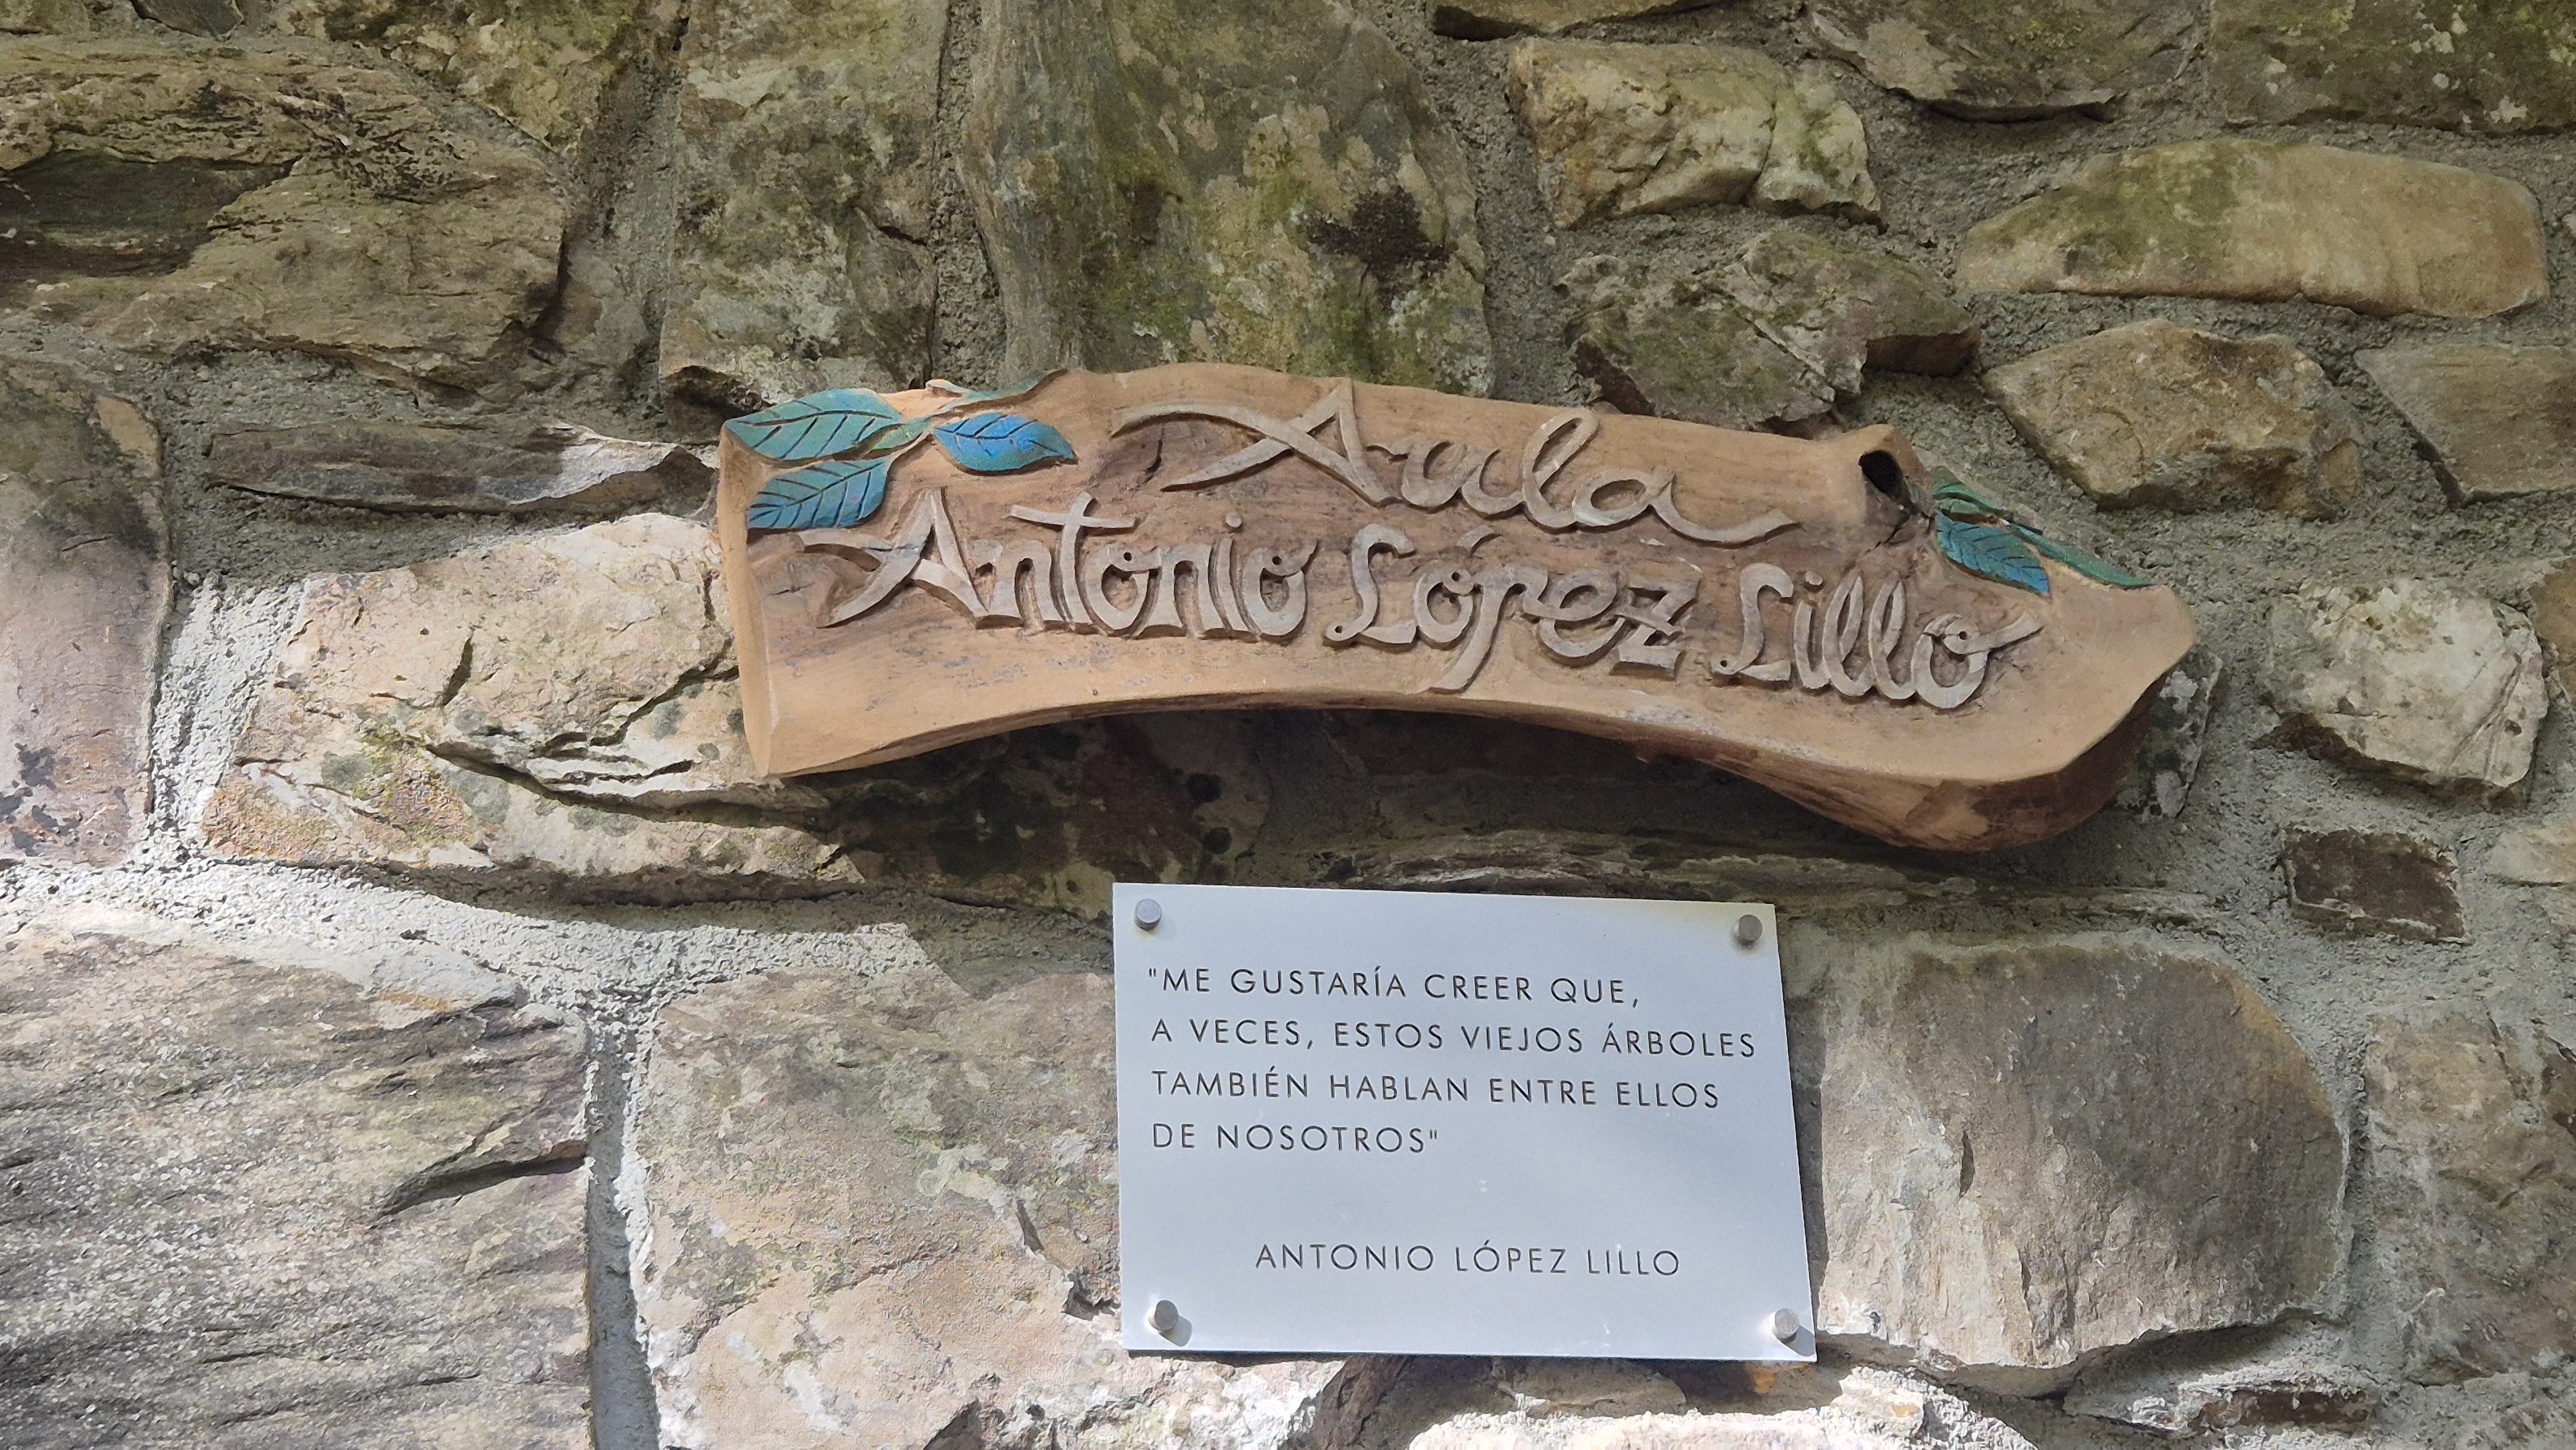 Aula
Antonio López Lillo
"ME GUSTARÍA CREER QUE,
A VECES, ESTOS VIEJOS ÁRBOLES
TAMBIÉN HABLAN ENTRE ELLOS
DE NOSOTROS"
ANTONIO LÓPEZ LILLO